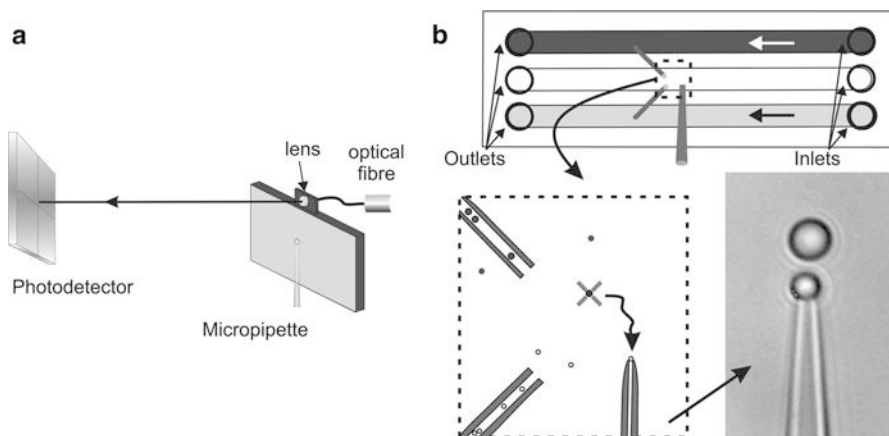 a
lens
optical
fibre
Photodetector
Micropipette
b
Outlets
Inlets